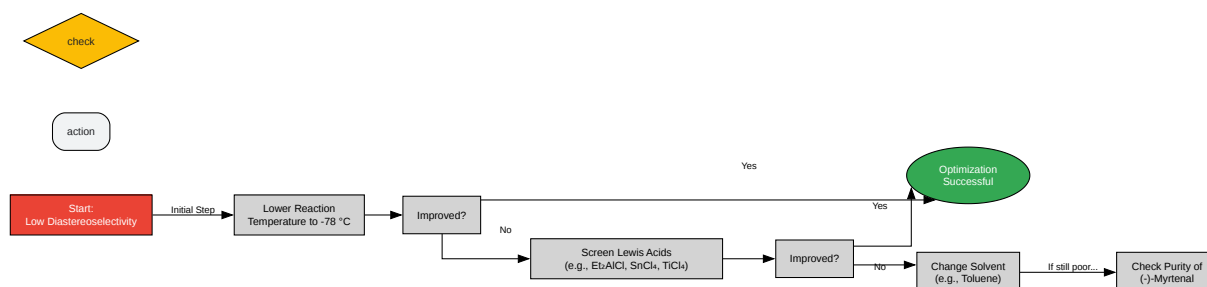 check
action
Start:
Low Diastereoselectivity
Initial Step
Lower Reaction
Temperature to -78 °C
Improved?
Yes
No
Screen Lewis Acids
(e.g., Et₂AlCl, SnCl₄, TiCl₄)
Improved?
Yes
Optimization
Successful
No
Change Solvent
(e.g., Toluene)
If still poor...
Check Purity of
(-)-Myrtenal